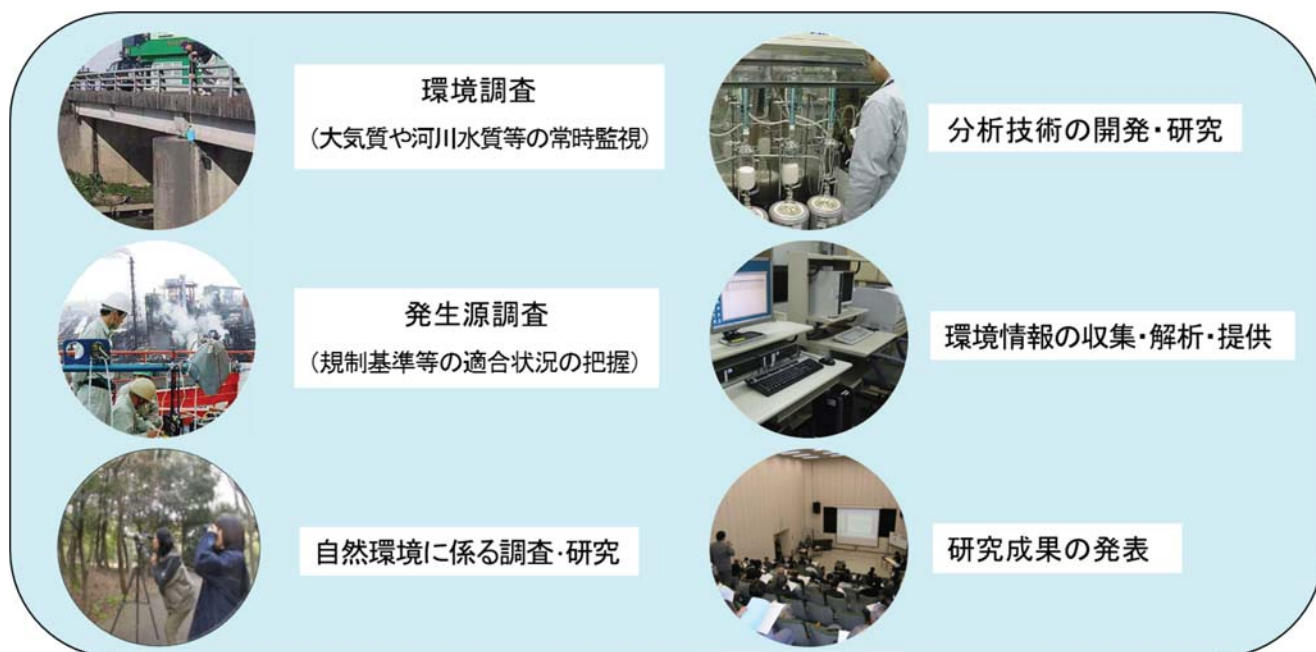 環境調査
(大気質や河川水質等の常時監視)
発生源調査
(規制基準等の適合状況の把握)
自然環境に係る調査・研究
分析技術の開発・研究
環境情報の収集・解析・提供
研究成果の発表